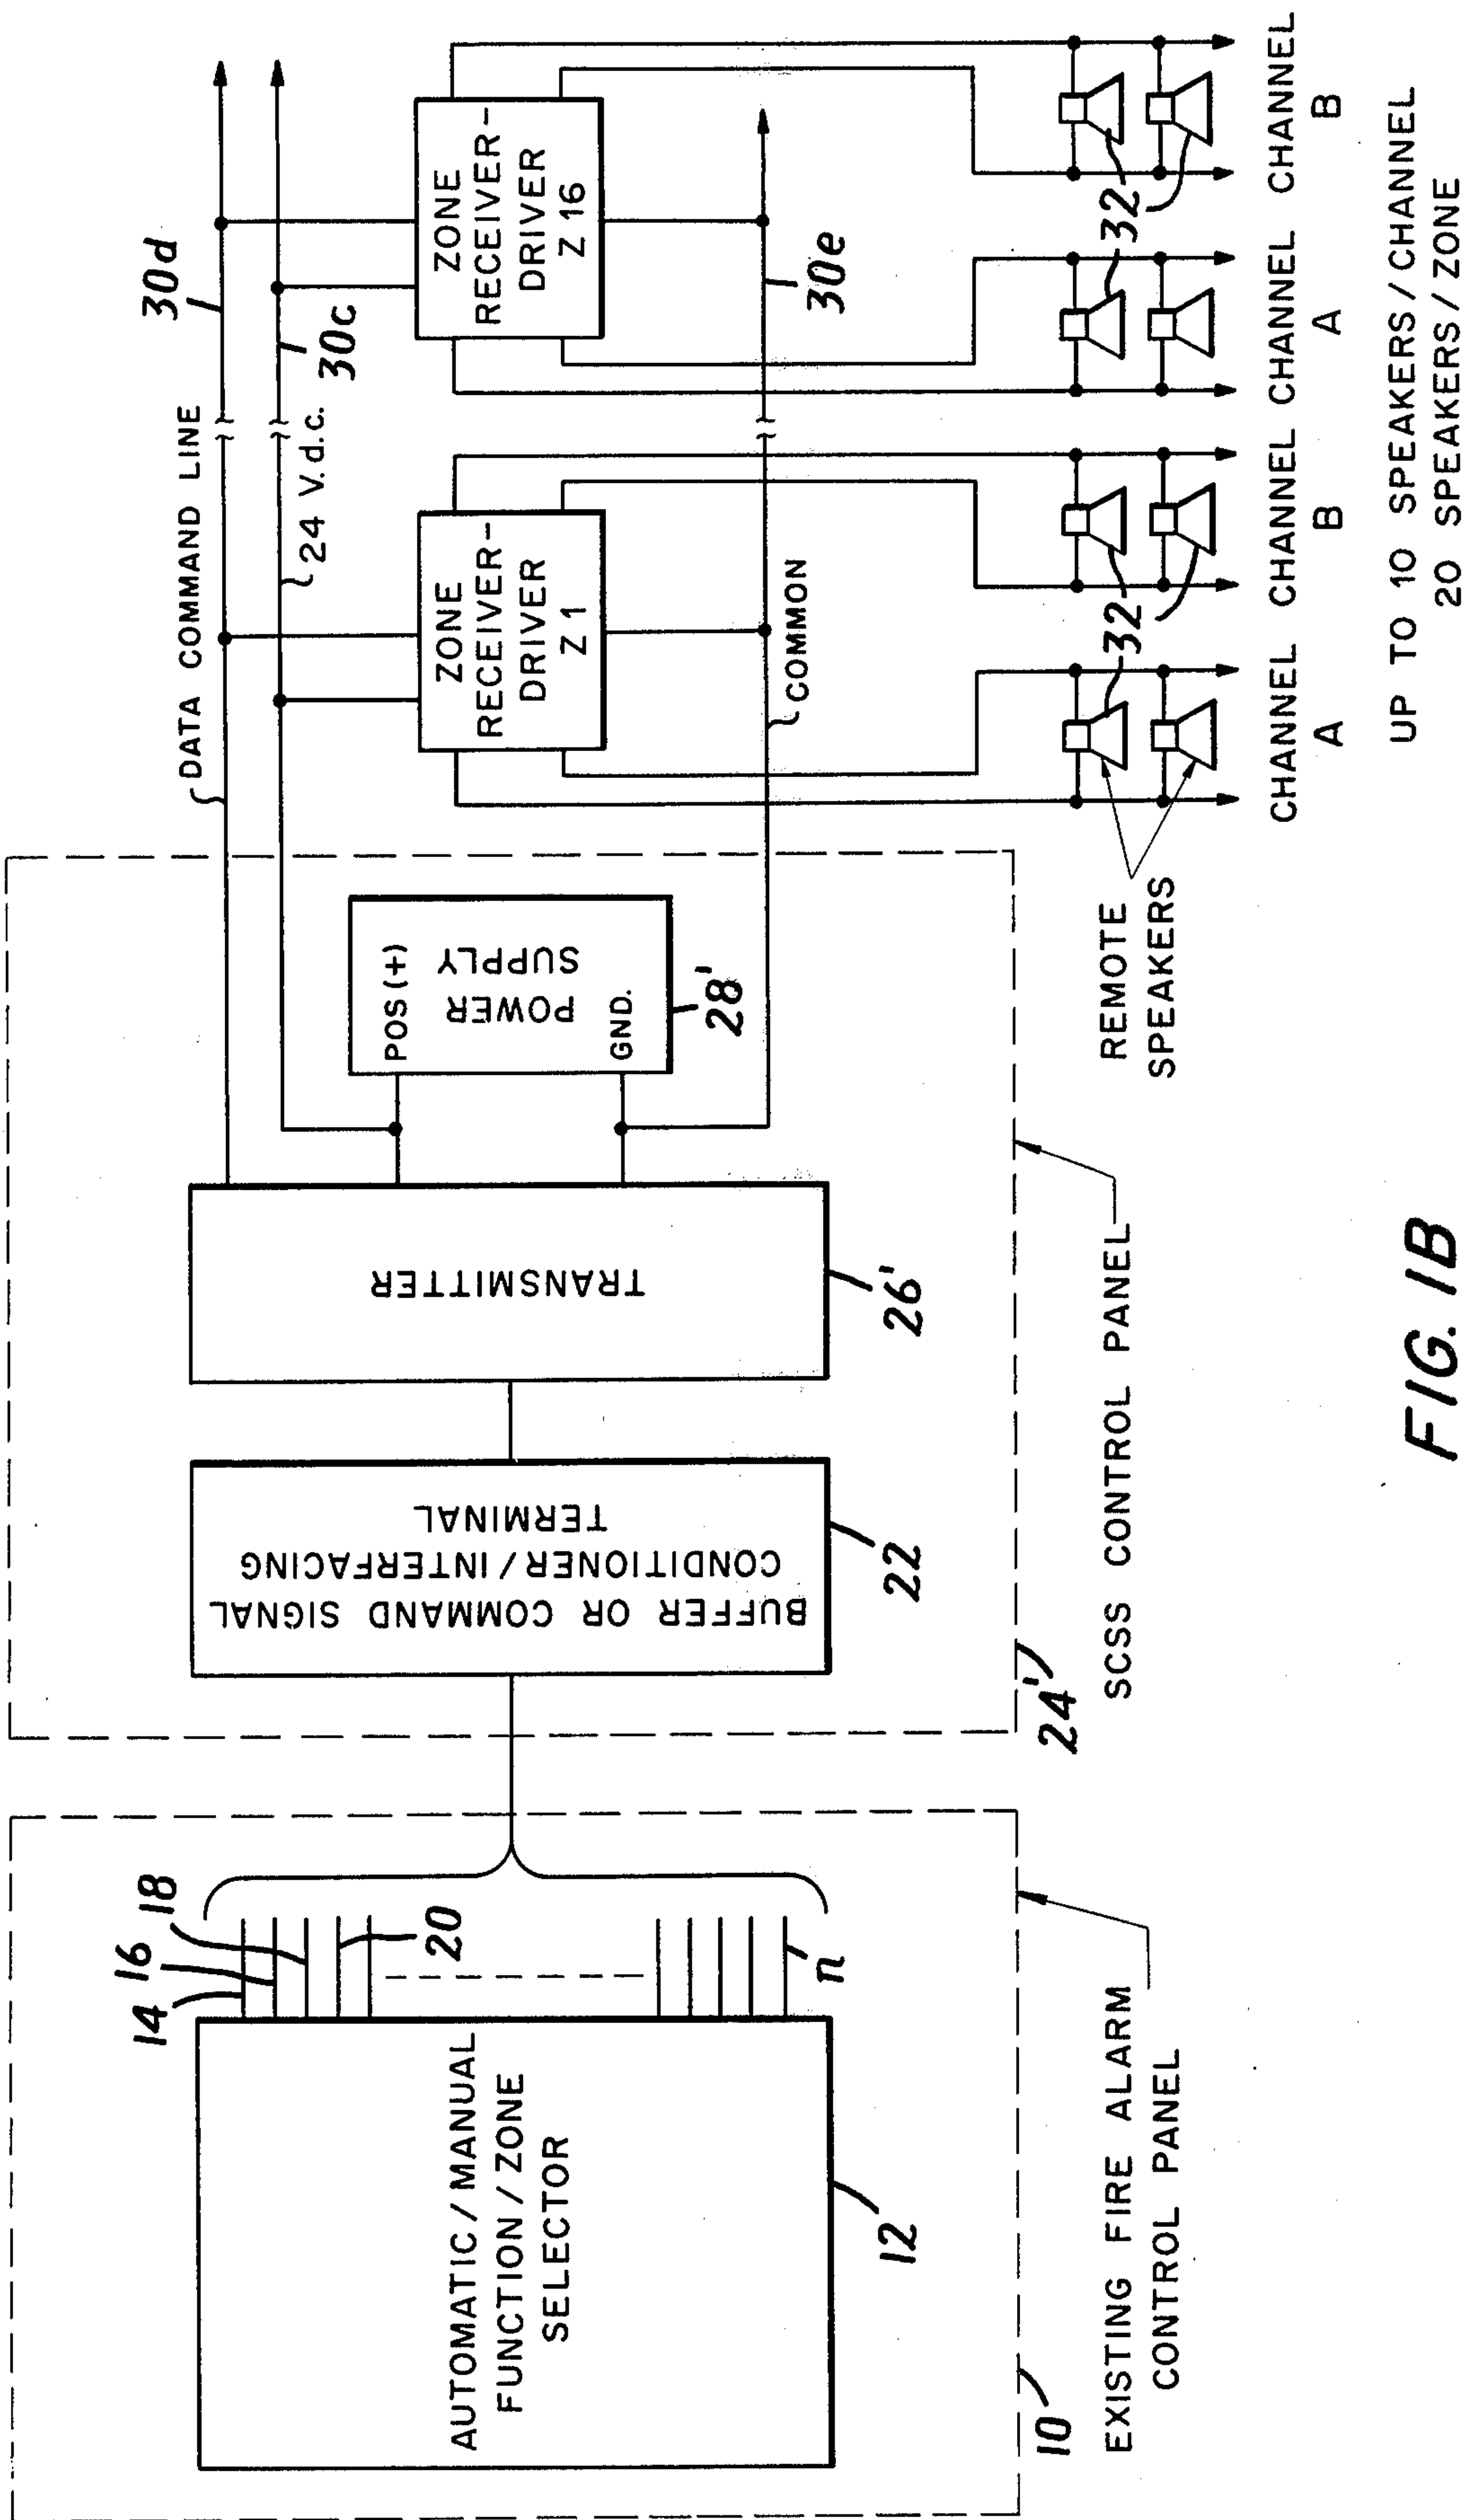 14
16
18
20
n
AUTOMATIC/MANUAL
FUNCTION/ZONE
SELECTOR
12
10
EXISTING FIRE ALARM
CONTROL PANEL
BUFFER OR COMMAND SIGNAL
CONDITIONER/INTERFACING
TERMINAL
22
TRANSMITTER
26'
POS(+)
POWER
SUPPLY
GND.
28'
24'
SCSS CONTROL PANEL
DATA COMMAND LINE
30d
24 V.d.c.
30c
ZONE
RECEIVER-
DRIVER
Z 1
ZONE
RECEIVER-
DRIVER
Z 16
COMMON
30e
REMOTE
SPEAKERS
32
32
32
CHANNEL
A
CHANNEL
B
CHANNEL
A
CHANNEL
B
UP TO 10 SPEAKERS/CHANNEL
20 SPEAKERS/ZONE
FIG. 1B